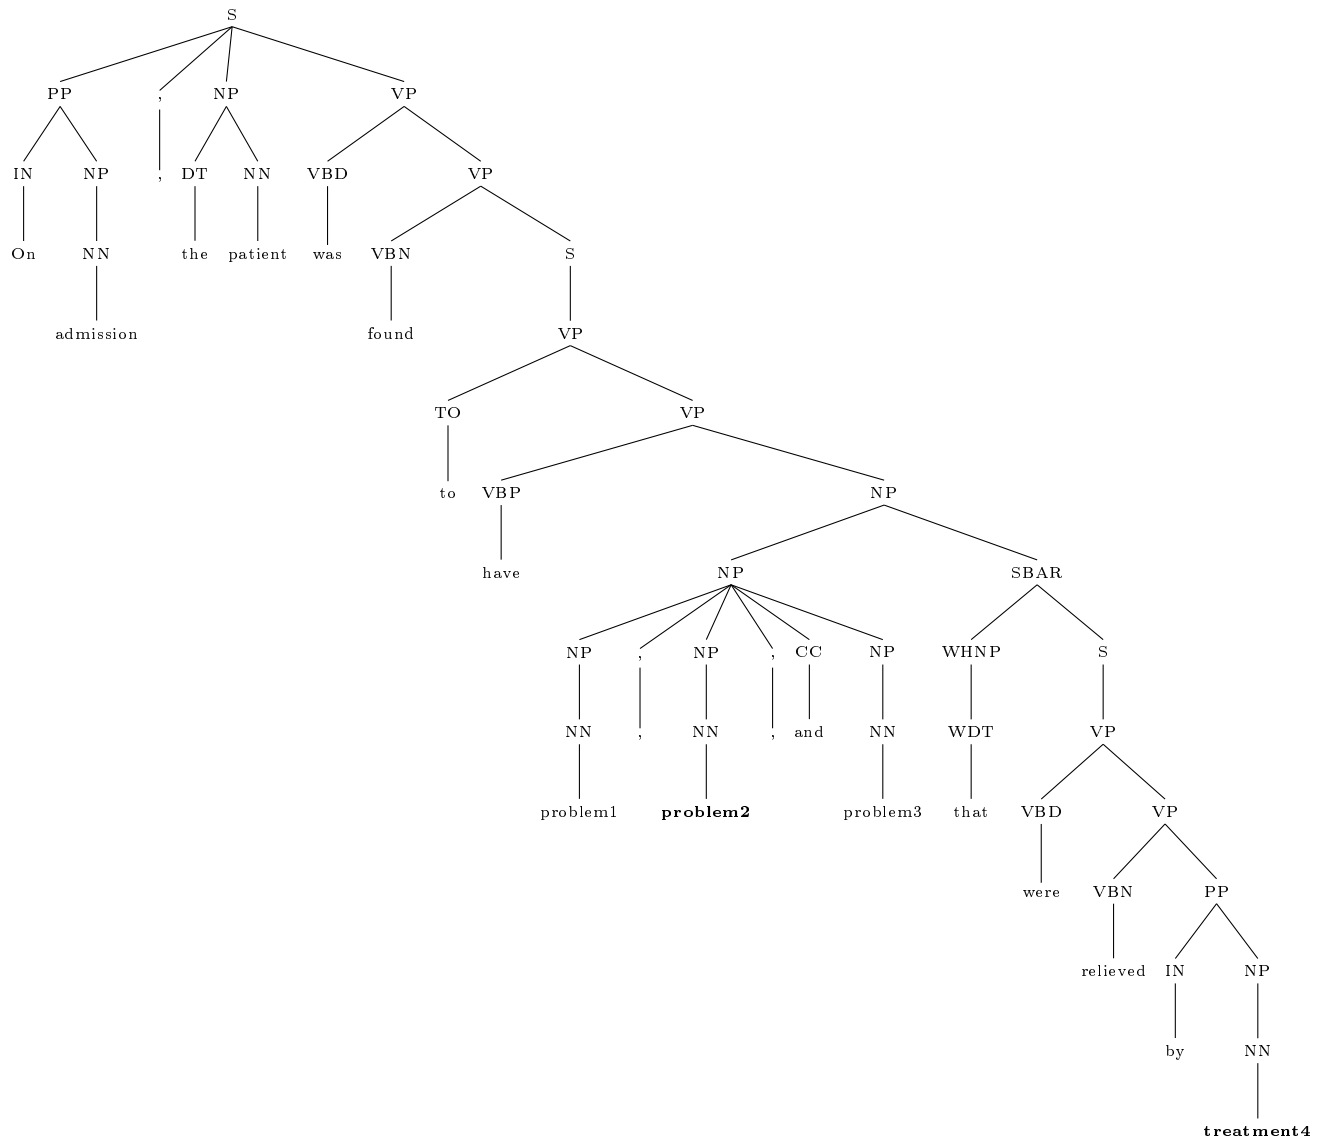 S
PP , NP VP
IN NP , DT NN VBD VP
On NN the patient was VBN S
admission found VP
TO VP
to VBP NP
have NP SBAR
NP , NP , CC NP WHNP S
NN , NN , and NN WDT VP
problem1 problem2 problem3 that VBD VP
were VBN PP
relieved IN NP
by NN
treatment4